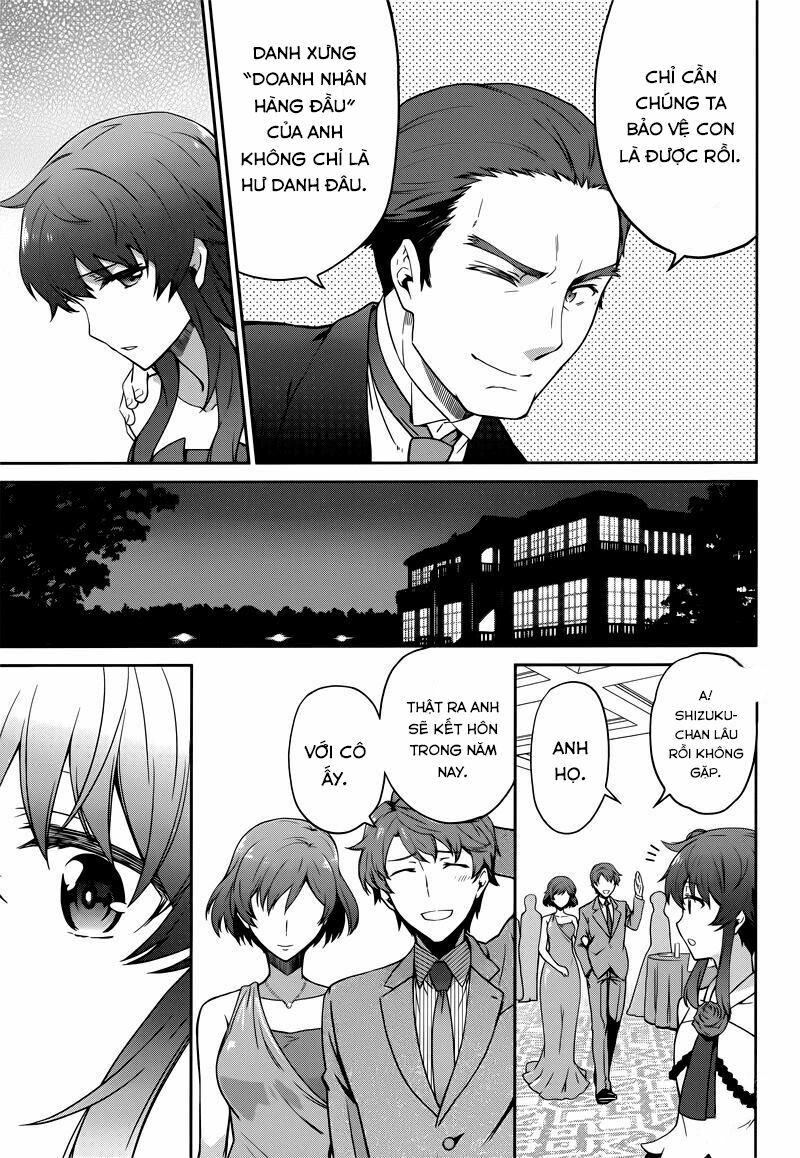 CHỈ CẦN
CHÚNG TA
BẢO VỆ CON
LÀ ĐƯỢC RỒI.
DANH XƯNG
“DOANH NHÂN
HÀNG ĐẦU”
CỦA ANH
KHÔNG CHỈ LÀ
HƯ DANH ĐÂU.
A!
SHIZUKU-
CHAN LÂU
RỒI KHÔNG
GẶP.
ANH
HỌ.
THẬT RA ANH
SẼ KẾT HÔN
TRONG NĂM
NAY.
VỚI CÔ
ẤY.